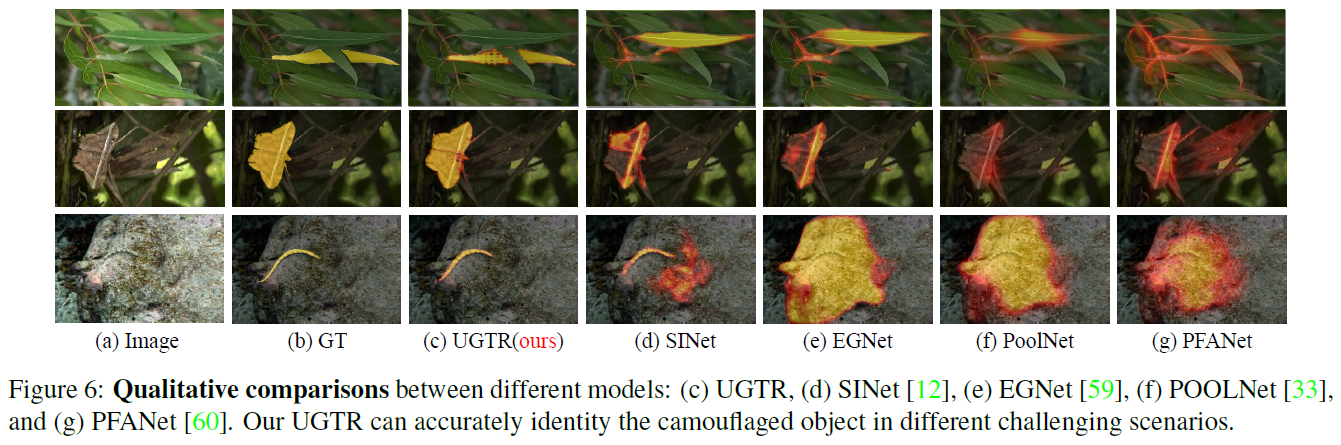 (a) Image
(b) GT
(c) UGTR(ours)
(d) SINet
(e) EGNet
(f) PoolNet
(g) PFANet
Figure 6: Qualitative comparisons between different models: (c) UGTR, (d) SINet [12], (e) EGNet [59], (f) POOLNet [33],
and (g) PFANet [60]. Our UGTR can accurately identity the camouflaged object in different challenging scenarios.